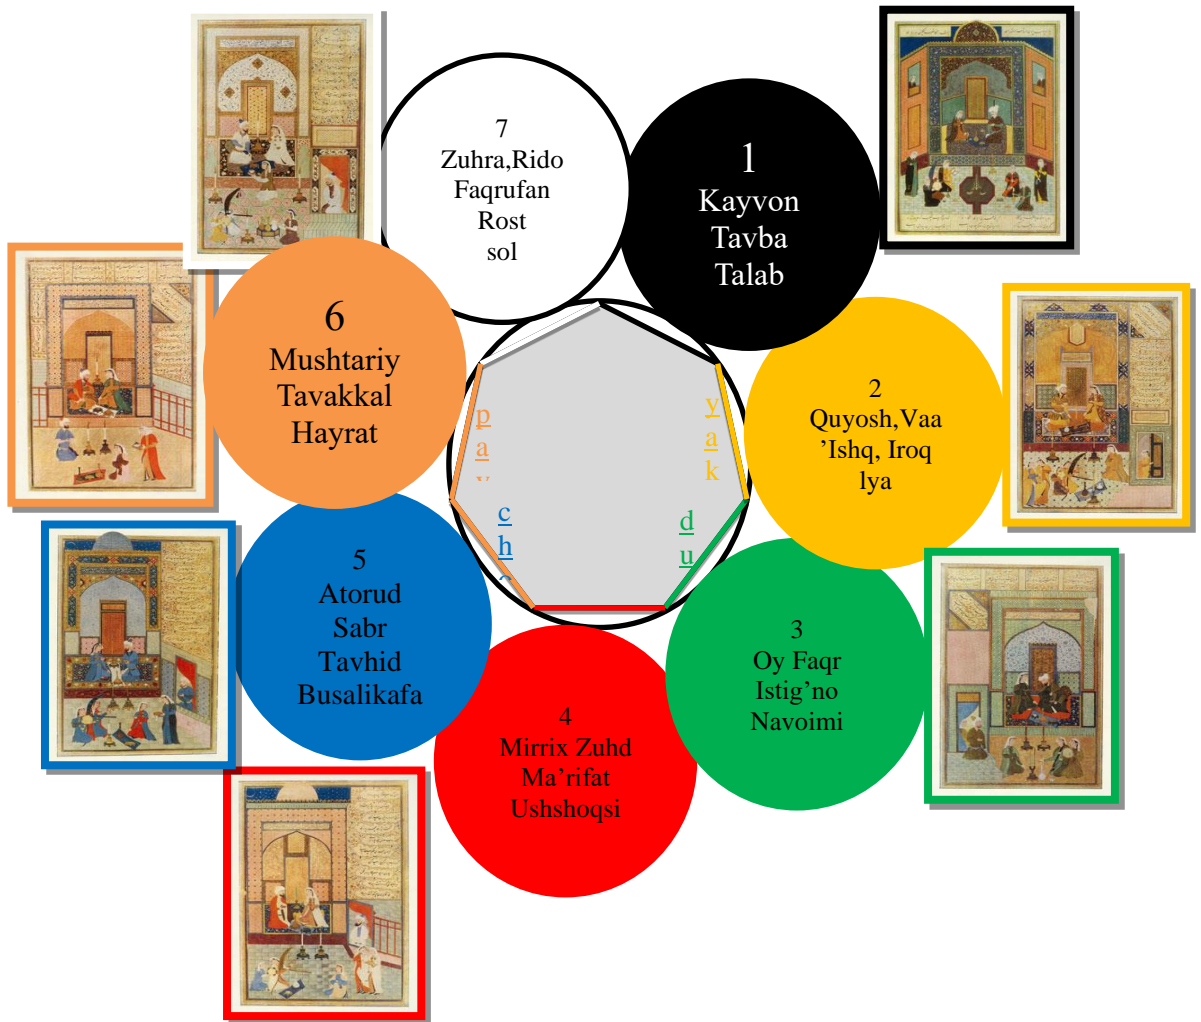 7
Zuhra,Rido
Faqrufan
Rost
sol
1
Kayvon
Tavba
Talab
6
Mushtariy
Tavakkal
Hayrat
2
Quyosh,Vaa
’Ishq, Iroq
lya
p
a
y
a
k
c
h
d
u
5
Atorud
Sabr
Tavhid
Busalikafa
3
Oy Faqr
Istig’no
Navoimi
4
Mirrix Zuhd
Ma’rifat
Ushshoqsi